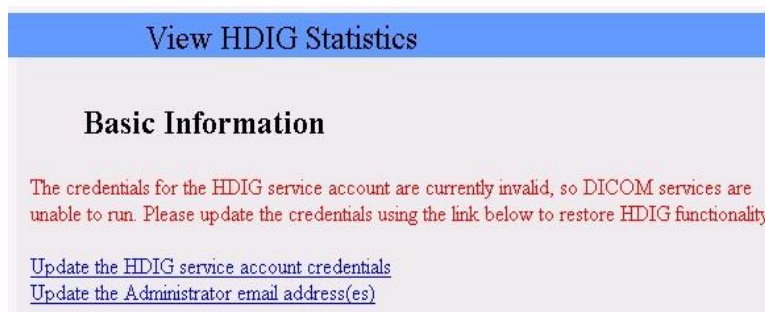 View HDIG Statistics
Basic Information
The credentials for the HDIG service account are currently invalid, so DICOM services are
unable to run. Please update the credentials using the link below to restore HDIG functionality
Update the HDIG service account credentials
Update the Administrator email address(es)